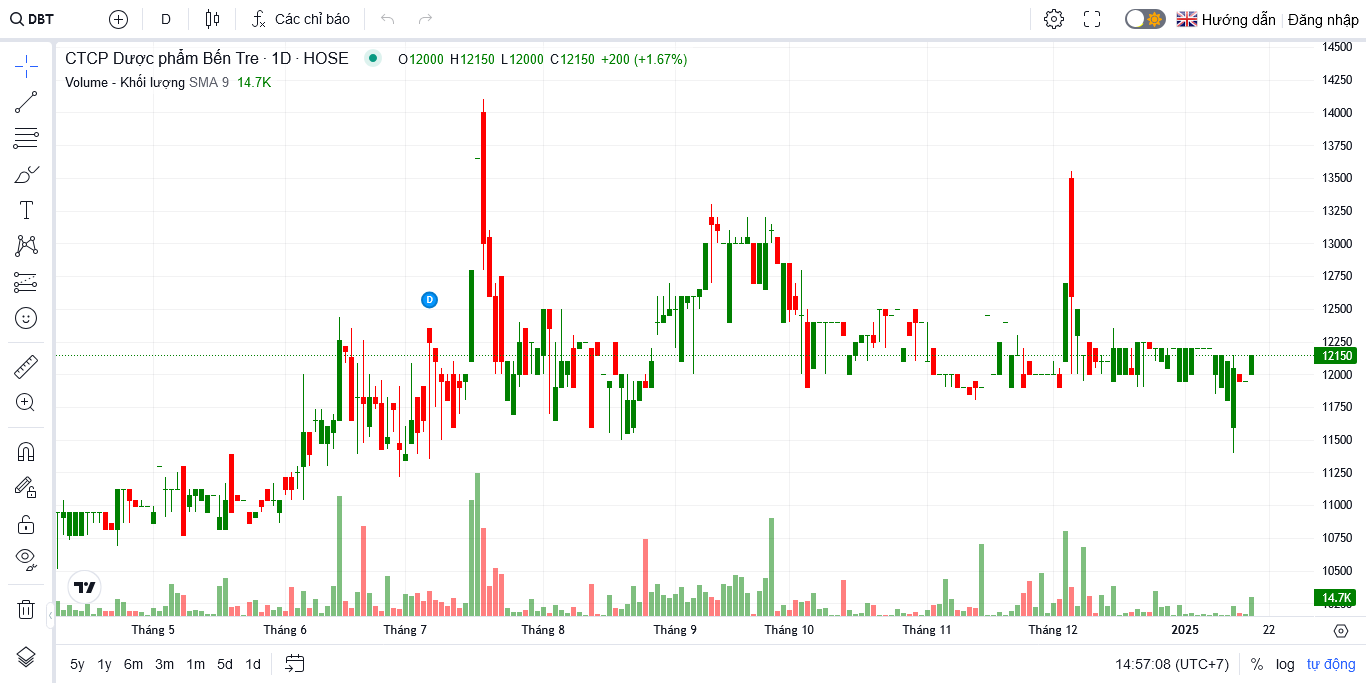 DBT
D
Các chỉ báo
Hướng dẫn
Đăng nhập
CTCP Dược phẩm Bến Tre · 1D · HOSE
O12000 H12150 L12000 C12150 +200 (+1.67%)
Volume - Khối lượng SMA 9 14.7K
14500
14250
14000
13750
13500
13250
13000
12750
12500
12250
12150
12000
11750
11500
11250
11000
10750
10500
14.7K
D
Tháng 5 Tháng 6 Tháng 7 Tháng 8 Tháng 9 Tháng 10 Tháng 11 Tháng 12 2025 22
5y 1y 6m 3m 1m 5d 1d
14:57:08 (UTC+7) % log tự động